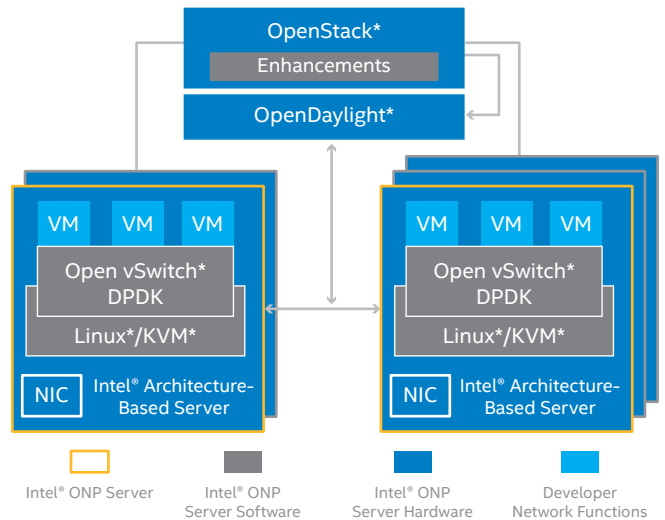 OpenStack*
Enhancements
OpenDaylight*
VM VM VM
Open vSwitch*
DPDK
Linux*/KVM*
NIC
Intel® Architecture-
Based Server
VM VM VM
Open vSwitch*
DPDK
Linux*/KVM*
NIC
Intel® Architecture-
Based Server
Intel® ONP Server
Intel® ONP
Server Software
Intel® ONP
Server Hardware
Developer
Network Functions